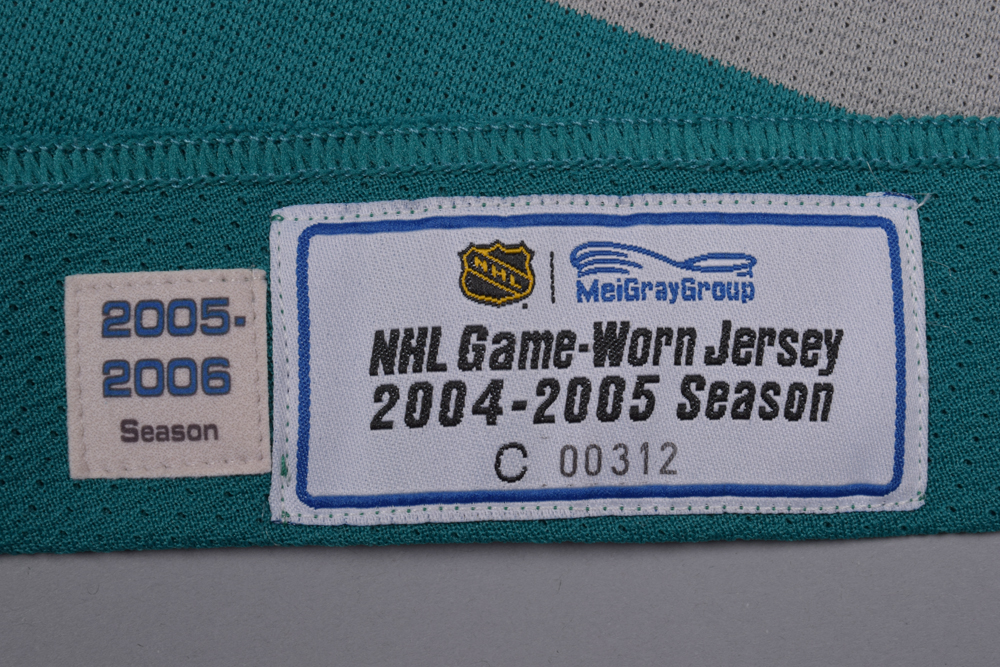 2005-
2006
Season
NHL | MeiGrayGroup
NHL Game-Worn Jersey
2004-2005 Season
C 00312